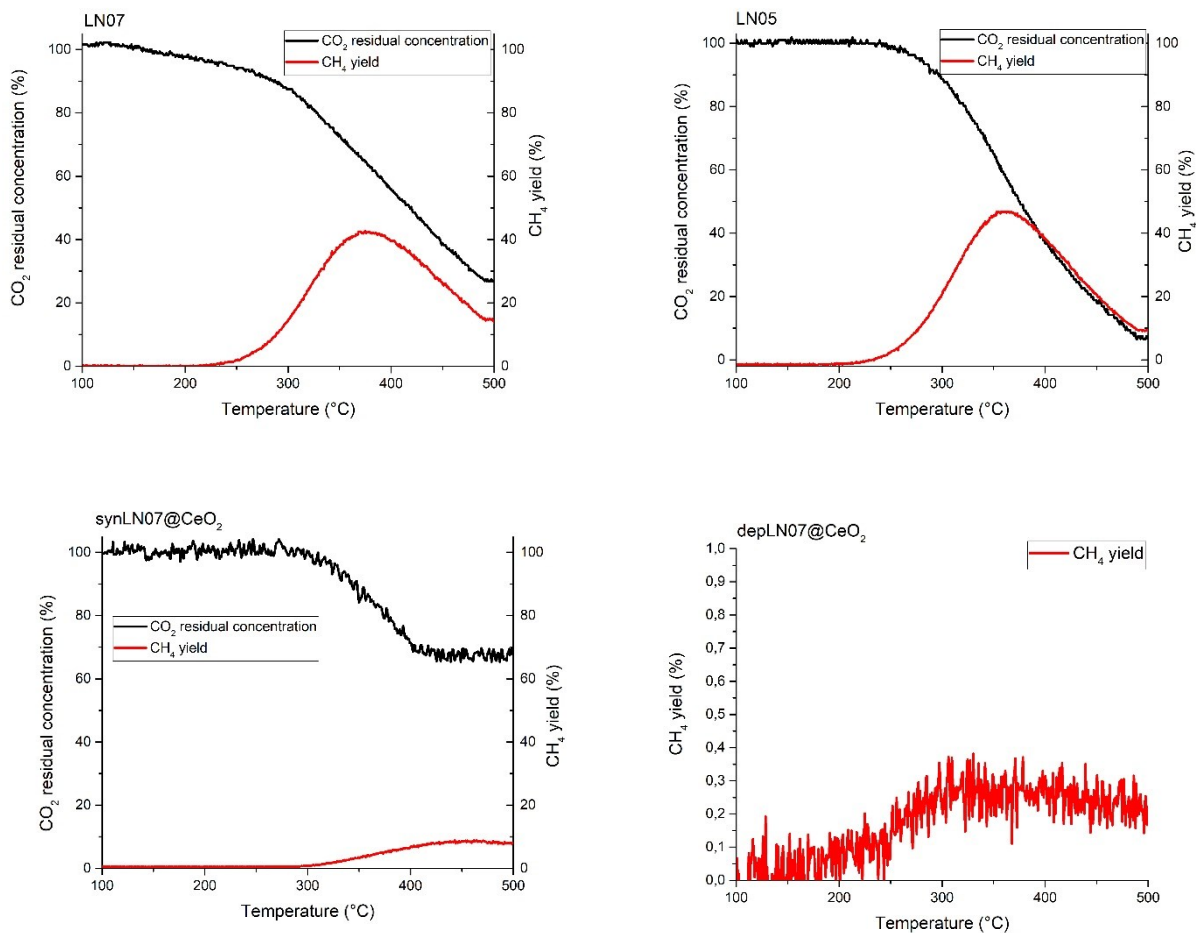 LN07
CO₂ residual concentration
CH₄ yield
CO₂ residual concentration (%)
100
80
60
40
20
0
100
80
60
40
20
0
CH₄ yield (%)
100 200 300 400 500
Temperature (°C)
LN05
CO₂ residual concentration
CH₄ yield
CO₂ residual concentration (%)
100
80
60
40
20
0
100
80
60
40
20
0
CH₄ yield (%)
100 200 300 400 500
Temperature (°C)
synLN07@CeO₂
CO₂ residual concentration
CH₄ yield
CO₂ residual concentration (%)
100
80
60
40
20
0
100
80
60
40
20
0
CH₄ yield (%)
100 200 300 400 500
Temperature (°C)
depLN07@CeO₂
CH₄ yield
CH₄ yield (%)
1,0
0,9
0,8
0,7
0,6
0,5
0,4
0,3
0,2
0,1
0,0
100 200 300 400 500
Temperature (°C)